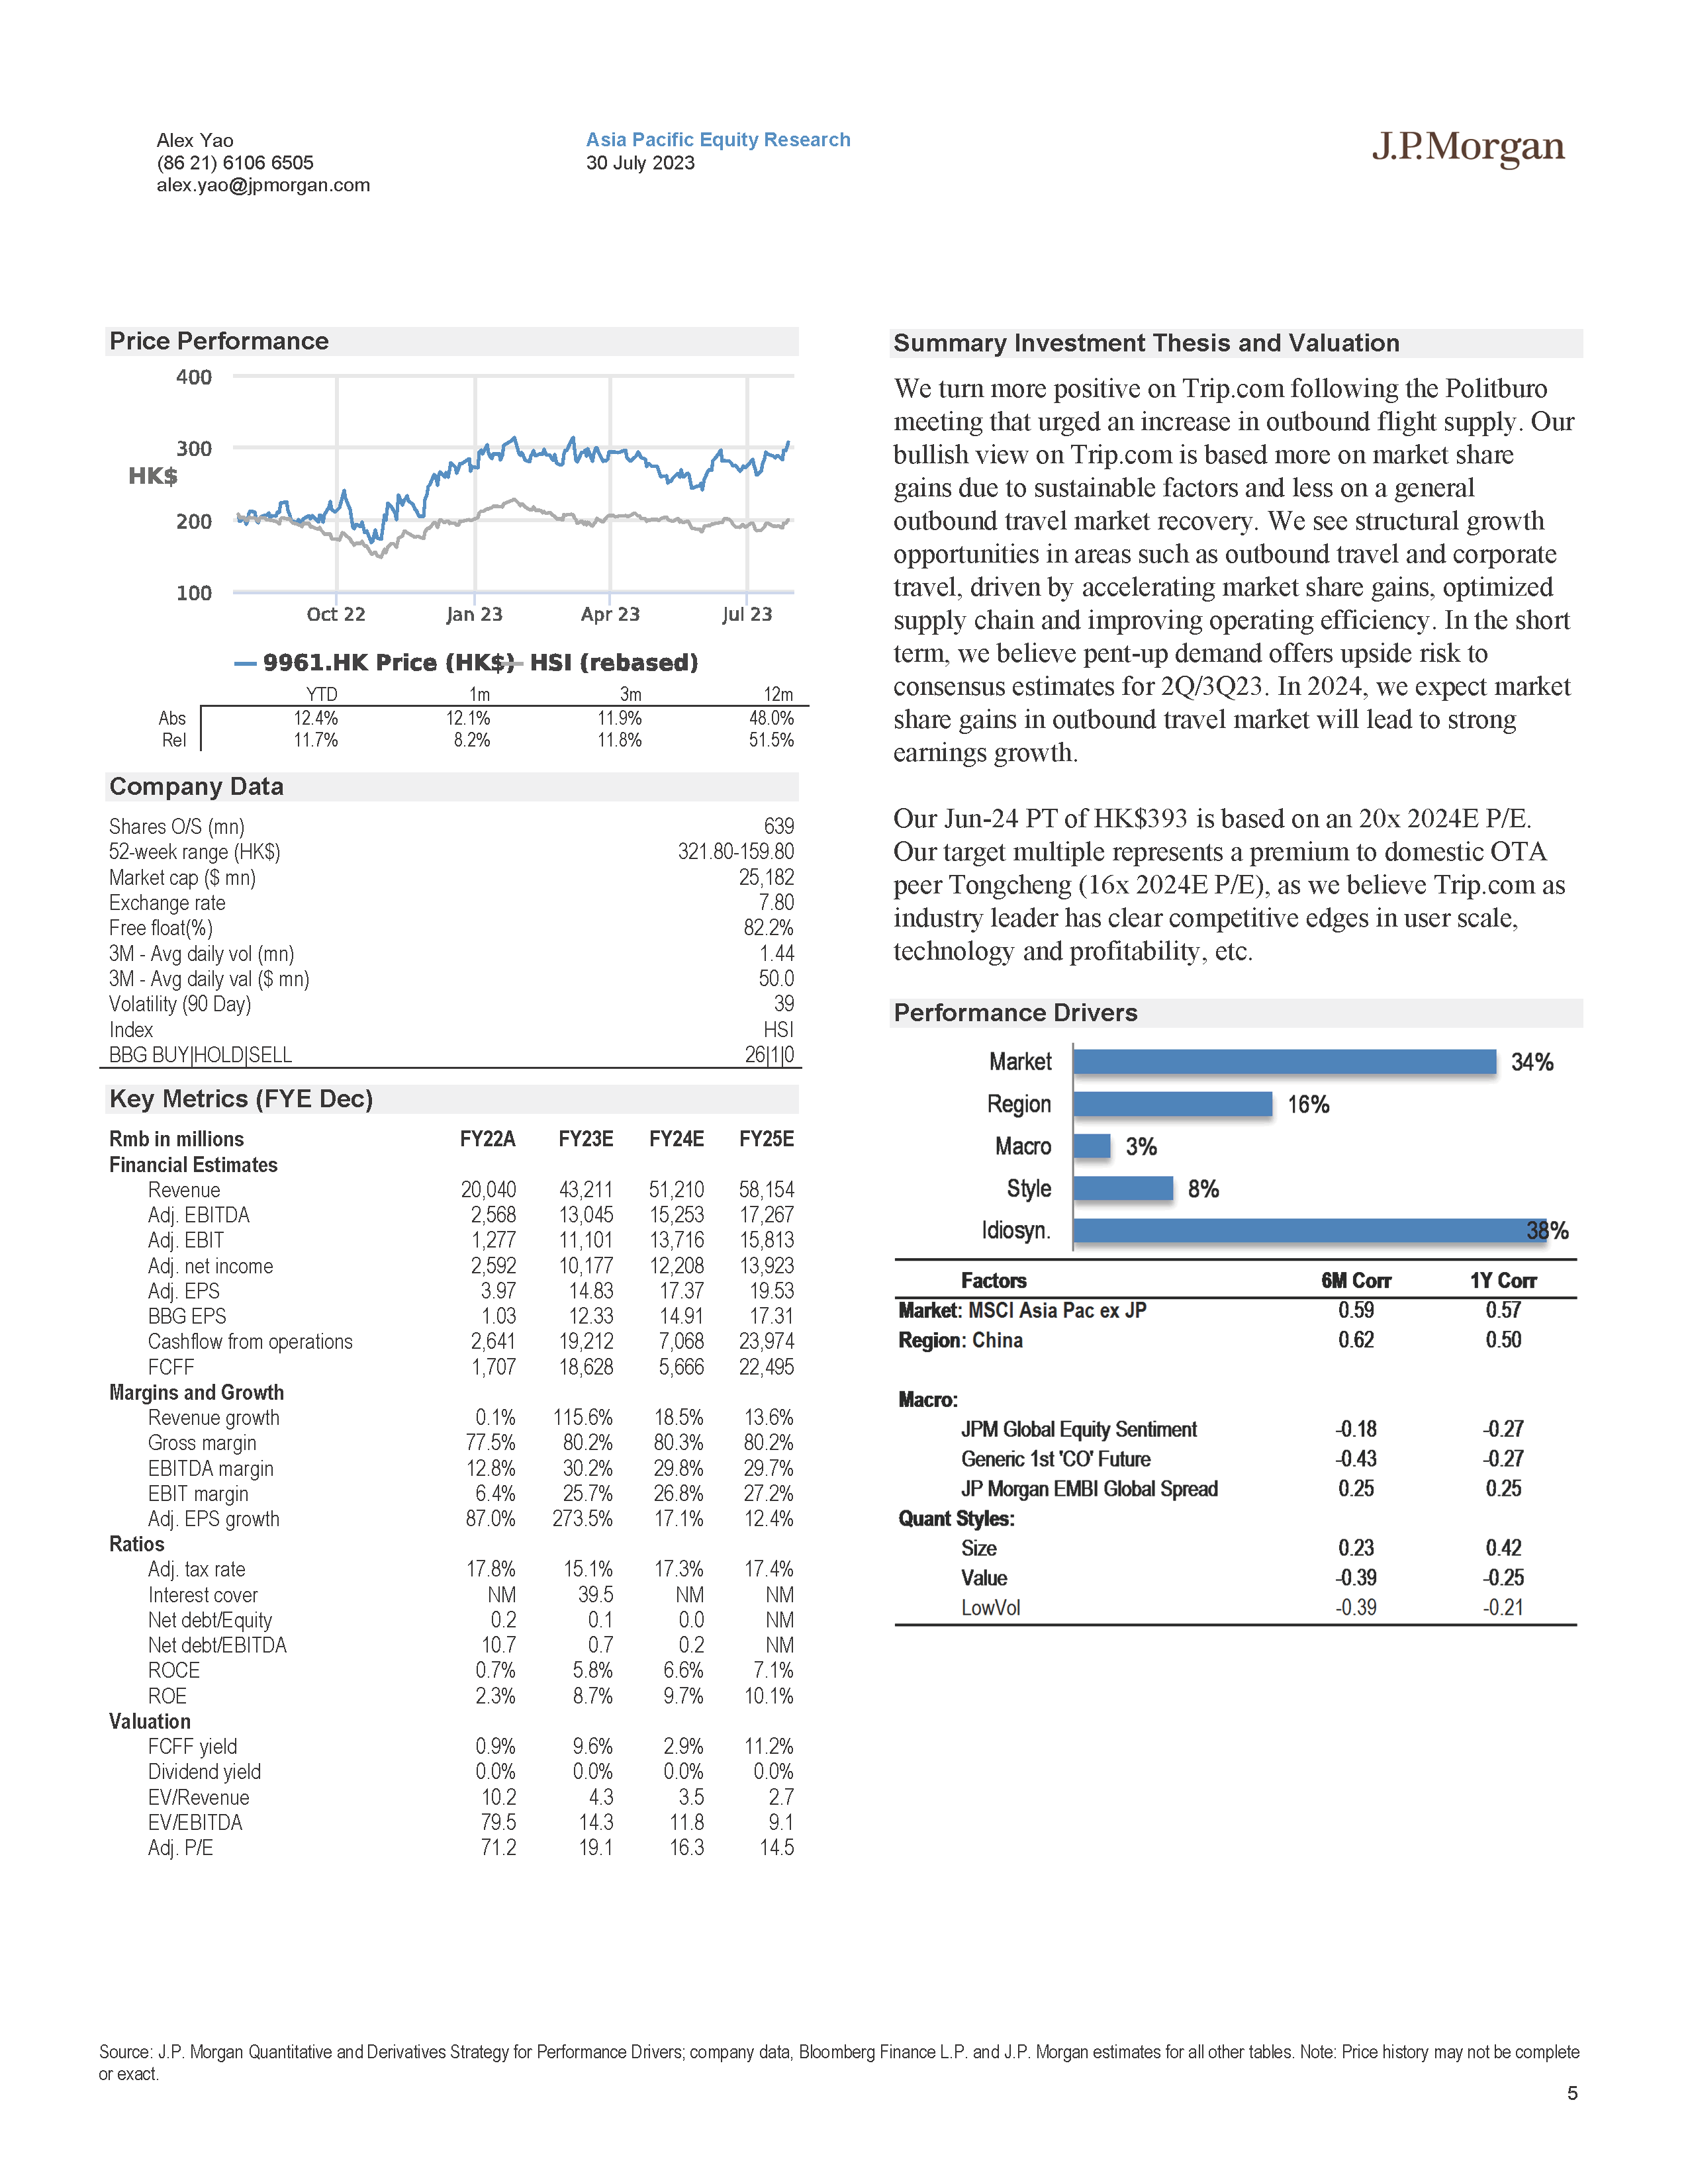 Alex Yao
(86 21) 6106 6505
alex.yao@jpmorgan.com
Asia Pacific Equity Research
30 July 2023
J.P.Morgan
Price Performance
400
300
HK$
200
100
Oct 22 Jan 23 Apr 23 Jul 23
9961.HK Price (HK$) HSI (rebased)
YTD 1m 3m 12m
Abs 12.4% 12.1% 11.9% 48.0%
Rel 11.7% 8.2% 11.8% 51.5%
Company Data
Shares O/S (mn) 639
52-week range (HK$) 321.80-159.80
Market cap ($ mn) 25,182
Exchange rate 7.80
Free float(%) 82.2%
3M - Avg daily vol (mn) 1.44
3M - Avg daily val ($ mn) 50.0
Volatility (90 Day) 39
Index HSI
BBG BUY|HOLD|SELL 26|1|0
Key Metrics (FYE Dec)
Rmb in millions FY22A FY23E FY24E FY25E
Financial Estimates
Revenue 20,040 43,211 51,210 58,154
Adj. EBITDA 2,568 13,045 15,253 17,267
Adj. EBIT 1,277 11,101 13,716 15,813
Adj. net income 2,592 10,177 12,208 13,923
Adj. EPS 3.97 14.83 17.37 19.53
BBG EPS 1.03 12.33 14.91 17.31
Cashflow from operations 2,641 19,212 7,068 23,974
FCFF 1,707 18,628 5,666 22,495
Margins and Growth
Revenue growth 0.1% 115.6% 18.5% 13.6%
Gross margin 77.5% 80.2% 80.3% 80.2%
EBITDA margin 12.8% 30.2% 29.8% 29.7%
EBIT margin 6.4% 25.7% 26.8% 27.2%
Adj. EPS growth 87.0% 273.5% 17.1% 12.4%
Ratios
Adj. tax rate 17.8% 15.1% 17.3% 17.4%
Interest cover NM 39.5 NM NM
Net debt/Equity 0.2 0.1 0.0 NM
Net debt/EBITDA 10.7 0.7 0.2 NM
ROCE 0.7% 5.8% 6.6% 7.1%
ROE 2.3% 8.7% 9.7% 10.1%
Valuation
FCFF yield 0.9% 9.6% 2.9% 11.2%
Dividend yield 0.0% 0.0% 0.0% 0.0%
EV/Revenue 10.2 4.3 3.5 2.7
EV/EBITDA 79.5 14.3 11.8 9.1
Adj. P/E 71.2 19.1 16.3 14.5
Summary Investment Thesis and Valuation
We turn more positive on Trip.com following the Politburo
meeting that urged an increase in outbound flight supply. Our
bullish view on Trip.com is based more on market share
gains due to sustainable factors and less on a general
outbound travel market recovery. We see structural growth
opportunities in areas such as outbound travel and corporate
travel, driven by accelerating market share gains, optimized
supply chain and improving operating efficiency. In the short
term, we believe pent-up demand offers upside risk to
consensus estimates for 2Q/3Q23. In 2024, we expect market
share gains in outbound travel market will lead to strong
earnings growth.
Our Jun-24 PT of HK$393 is based on an 20x 2024E P/E.
Our target multiple represents a premium to domestic OTA
peer Tongcheng (16x 2024E P/E), as we believe Trip.com as
industry leader has clear competitive edges in user scale,
technology and profitability, etc.
Performance Drivers
Market 34%
Region 16%
Macro 3%
Style 8%
Idiosyn. 38%
Factors 6M Corr 1Y Corr
Market: MSCI Asia Pac ex JP 0.59 0.57
Region: China 0.62 0.50
Macro:
JPM Global Equity Sentiment -0.18 -0.27
Generic 1st 'CO' Future -0.43 -0.27
JP Morgan EMBI Global Spread 0.25 0.25
Quant Styles:
Size 0.23 0.42
Value -0.39 -0.25
LowVol -0.39 -0.21
Source: J.P. Morgan Quantitative and Derivatives Strategy for Performance Drivers; company data, Bloomberg Finance L.P. and J.P. Morgan estimates for all other tables. Note: Price history may not be complete
or exact.
5